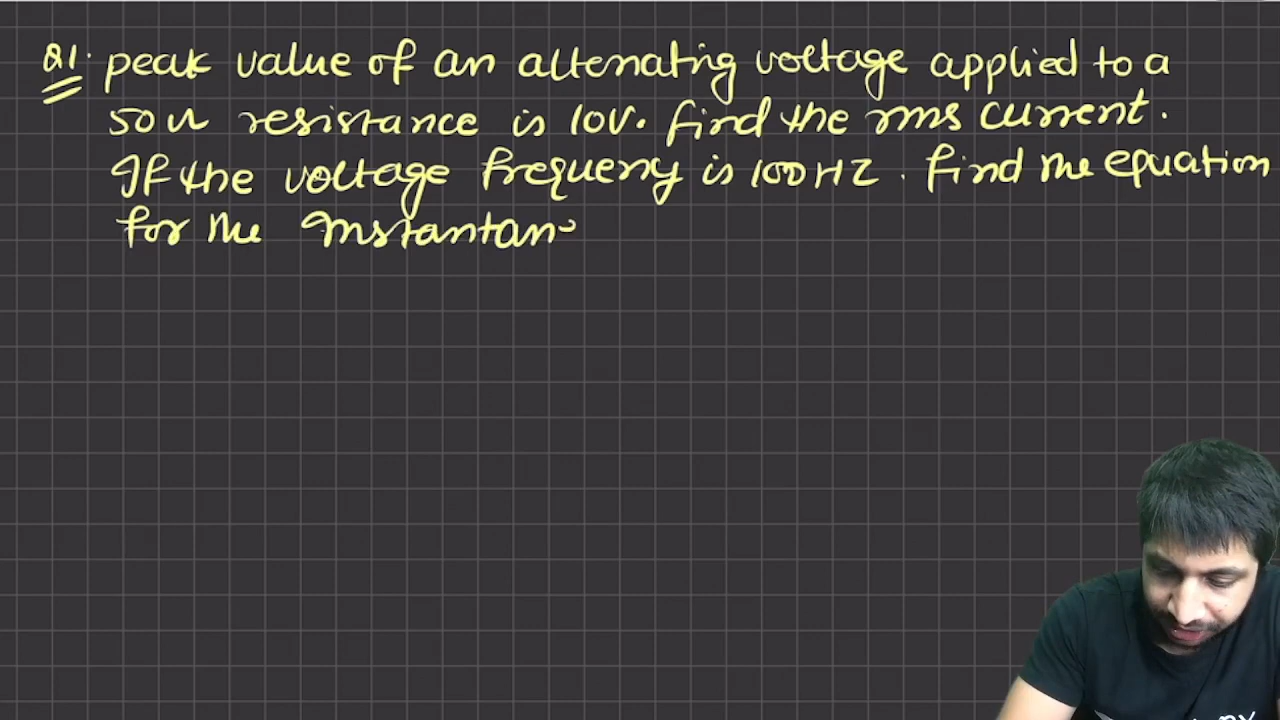 Q1. peak value of an alternating voltage applied to a
50 Ω resistance is 10V. find the rms current.
If the voltage frequency is 100 HZ. find the equation
for the Instantan